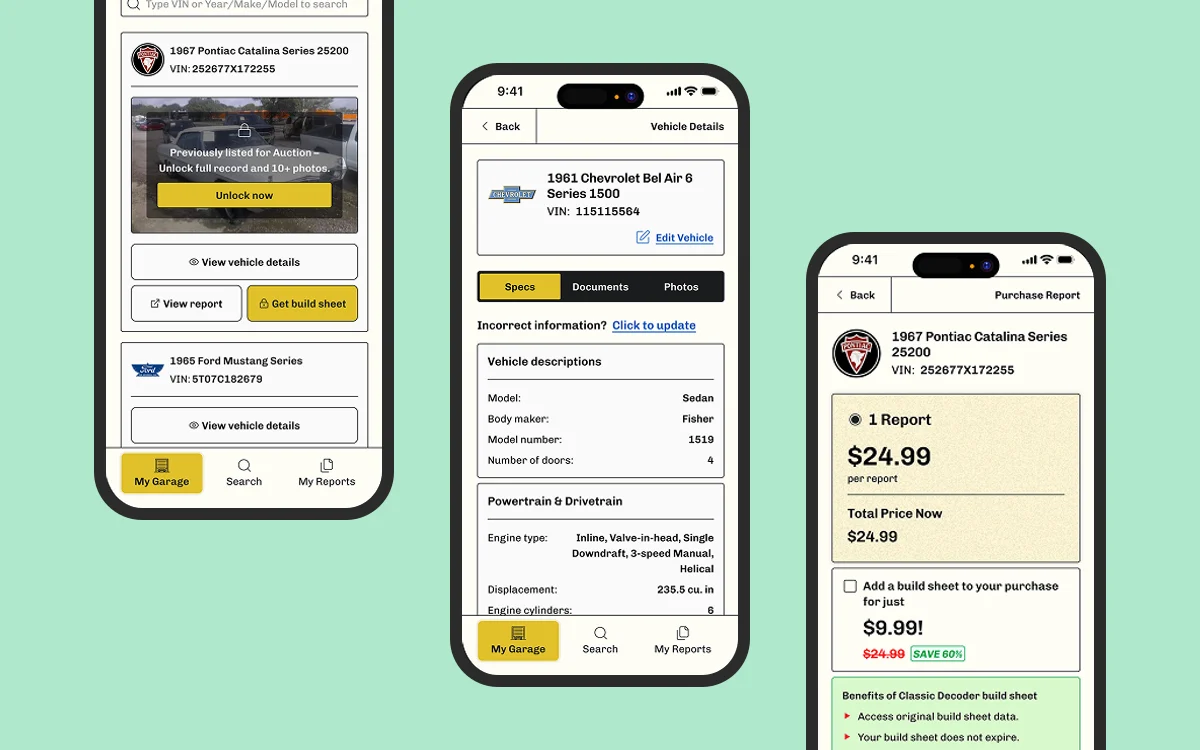 Type VIN or Year/Make/Model to search
PONTIAC
1967 Pontiac Catalina Series 25200
VIN: 252677X172255
Previously listed for Auction –
Unlock full record and 10+ photos.
Unlock now
View vehicle details
View report
Get build sheet
Ford
1965 Ford Mustang Series
VIN: 5T07C182679
View vehicle details
My Garage
Search
My Reports
9:41
Back
Vehicle Details
CHEVROLET
1961 Chevrolet Bel Air 6
Series 1500
VIN: 115115564
Edit Vehicle
Specs
Documents
Photos
Incorrect information? Click to update
Vehicle descriptions
Model: Sedan
Body maker: Fisher
Model number: 1519
Number of doors: 4
Powertrain & Drivetrain
Engine type: Inline, Valve-in-head, Single
Downdraft, 3-speed Manual,
Helical
Displacement: 235.5 cu. in
Engine cylinders: 6
My Garage
Search
My Reports
9:41
Back
Purchase Report
PONTIAC
1967 Pontiac Catalina Series
25200
VIN: 252677X172255
1 Report
$24.99
per report
Total Price Now
$24.99
Add a build sheet to your purchase
for just
$9.99!
$24.99 SAVE 60%
Benefits of Classic Decoder build sheet
Access original build sheet data.
Your build sheet does not expire.